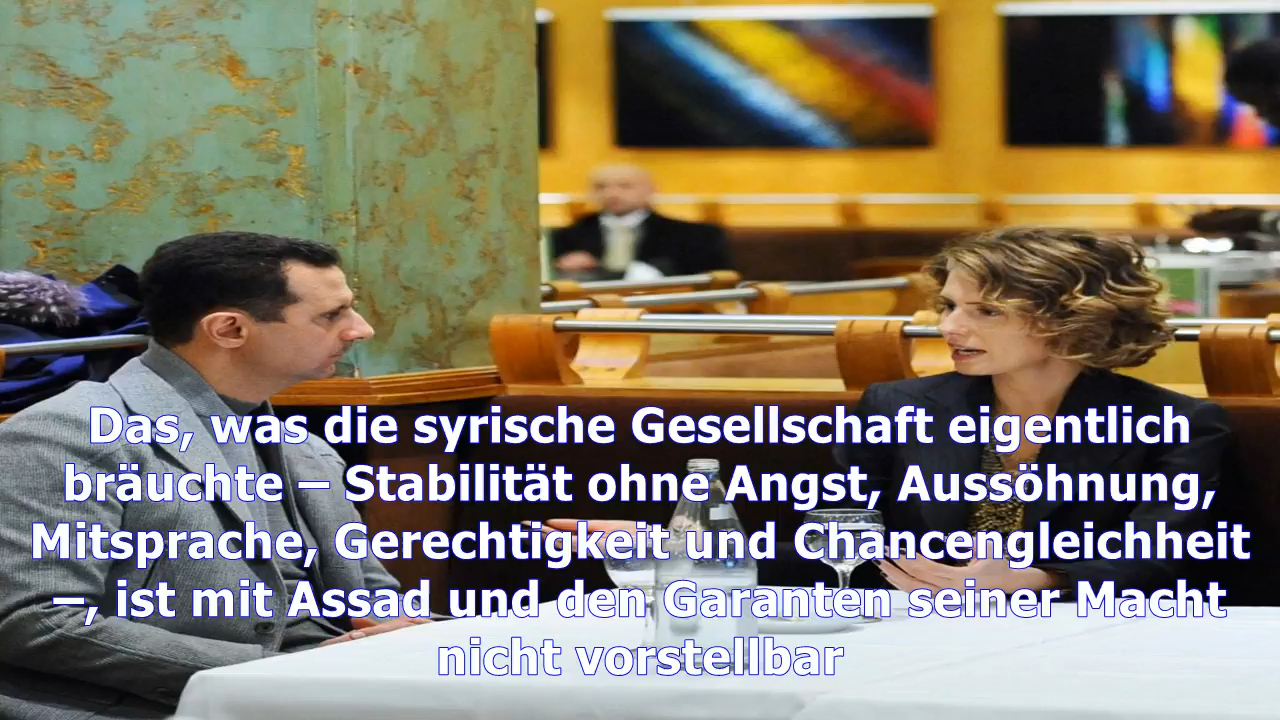 Das, was die syrische Gesellschaft eigentlich
bräuchte – Stabilität ohne Angst, Aussöhnung,
Mitsprache, Gerechtigkeit und Chancengleichheit
–, ist mit Assad und den Garanten seiner Macht
nicht vorstellbar